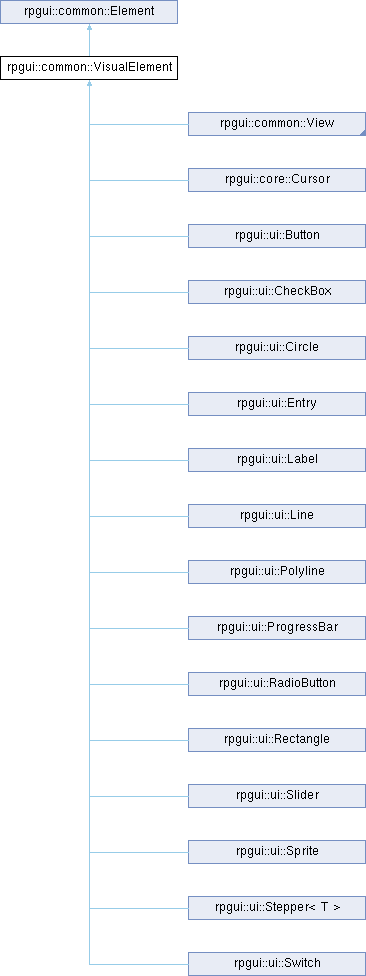 rpgui::common::Element
rpgui::common::VisualElement
rpgui::common::View
rpgui::core::Cursor
rpgui::ui::Button
rpgui::ui::CheckBox
rpgui::ui::Circle
rpgui::ui::Entry
rpgui::ui::Label
rpgui::ui::Line
rpgui::ui::Polyline
rpgui::ui::ProgressBar
rpgui::ui::RadioButton
rpgui::ui::Rectangle
rpgui::ui::Slider
rpgui::ui::Sprite
rpgui::ui::Stepper< T >
rpgui::ui::Switch